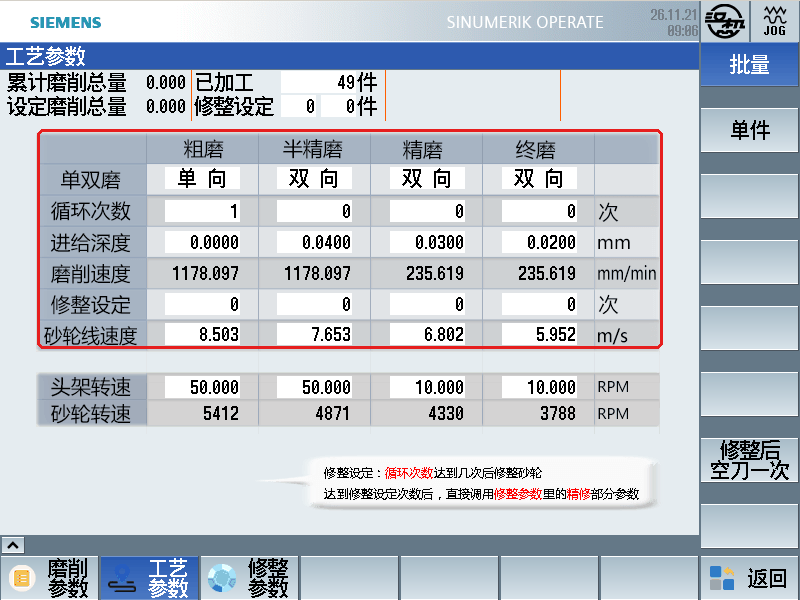 SIEMENS
SINUMERIK OPERATE
26.11.21
09:06
汉机
JOG
工艺参数
批量
累计磨削总量 0.000 已加工 49件
设定磨削总量 0.000 修整设定 0 0件
单件
粗磨 半精磨 精磨 终磨
单双磨 单 向 双 向 双 向 双 向
循环次数 1 0 0 0 次
进给深度 0.0000 0.0400 0.0300 0.0200 mm
磨削速度 1178.097 1178.097 235.619 235.619 mm/min
修整设定 0 0 0 0 次
砂轮线速度 8.503 7.653 6.802 5.952 m/s
头架转速 50.000 50.000 10.000 10.000 RPM
砂轮转速 5412 4871 4330 3788 RPM
修整后
空刀一次
修整设定：循环次数达到几次后修整砂轮
达到修整设定次数后，直接调用修整参数里的精修部分参数
磨削
参数
工艺
参数
修整
参数
返回